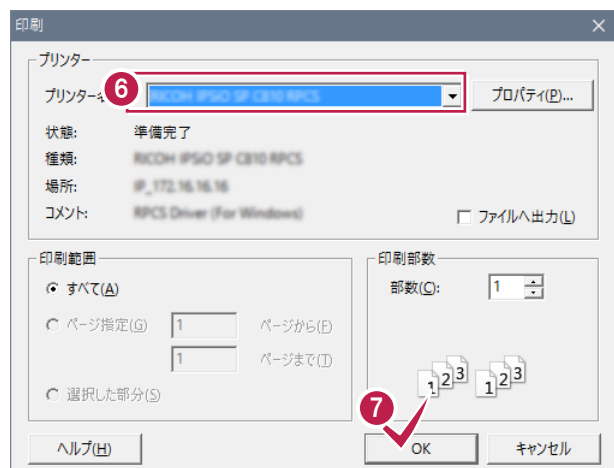 印刷
プリンター
プリンター名
6
RICOH IPSiO SP C810 RPCS
プロパティ(P)...
状態: 準備完了
種類: RICOH IPSiO SP C810 RPCS
場所: IP_172.16.16.16
コメント: RPCS Driver (For Windows)
ファイルへ出力(L)
印刷範囲
すべて(A)
ページ指定(G) 1 ページから(F)
1 ページまで(T)
選択した部分(S)
印刷部数
部数(C): 1
1 2 3 1 2 3
7
ヘルプ(H) OK キャンセル